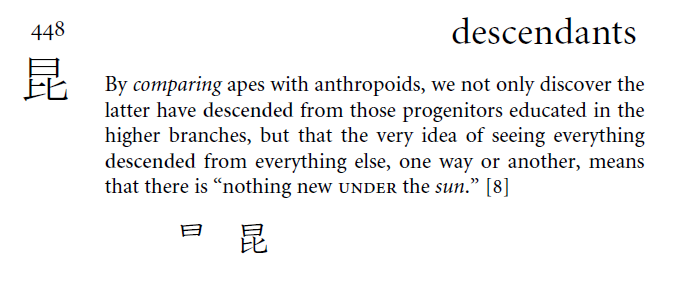 448
descendants
昆
By comparing apes with anthropoids, we not only discover the
latter have descended from those progenitors educated in the
higher branches, but that the very idea of seeing everything
descended from everything else, one way or another, means
that there is “nothing new UNDER the sun.” [8]
日 昆